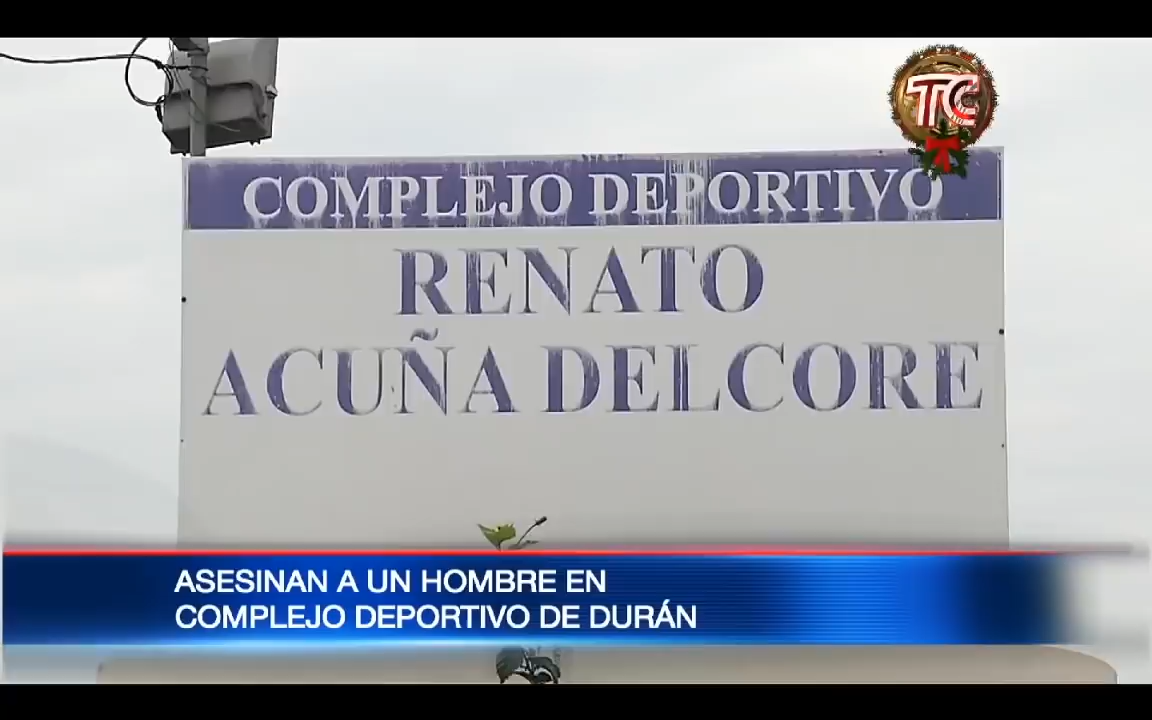 TC
COMPLEJO DEPORTIVO
RENATO
ACUÑA DELCORE
ASESINAN A UN HOMBRE EN
COMPLEJO DEPORTIVO DE DURÁN